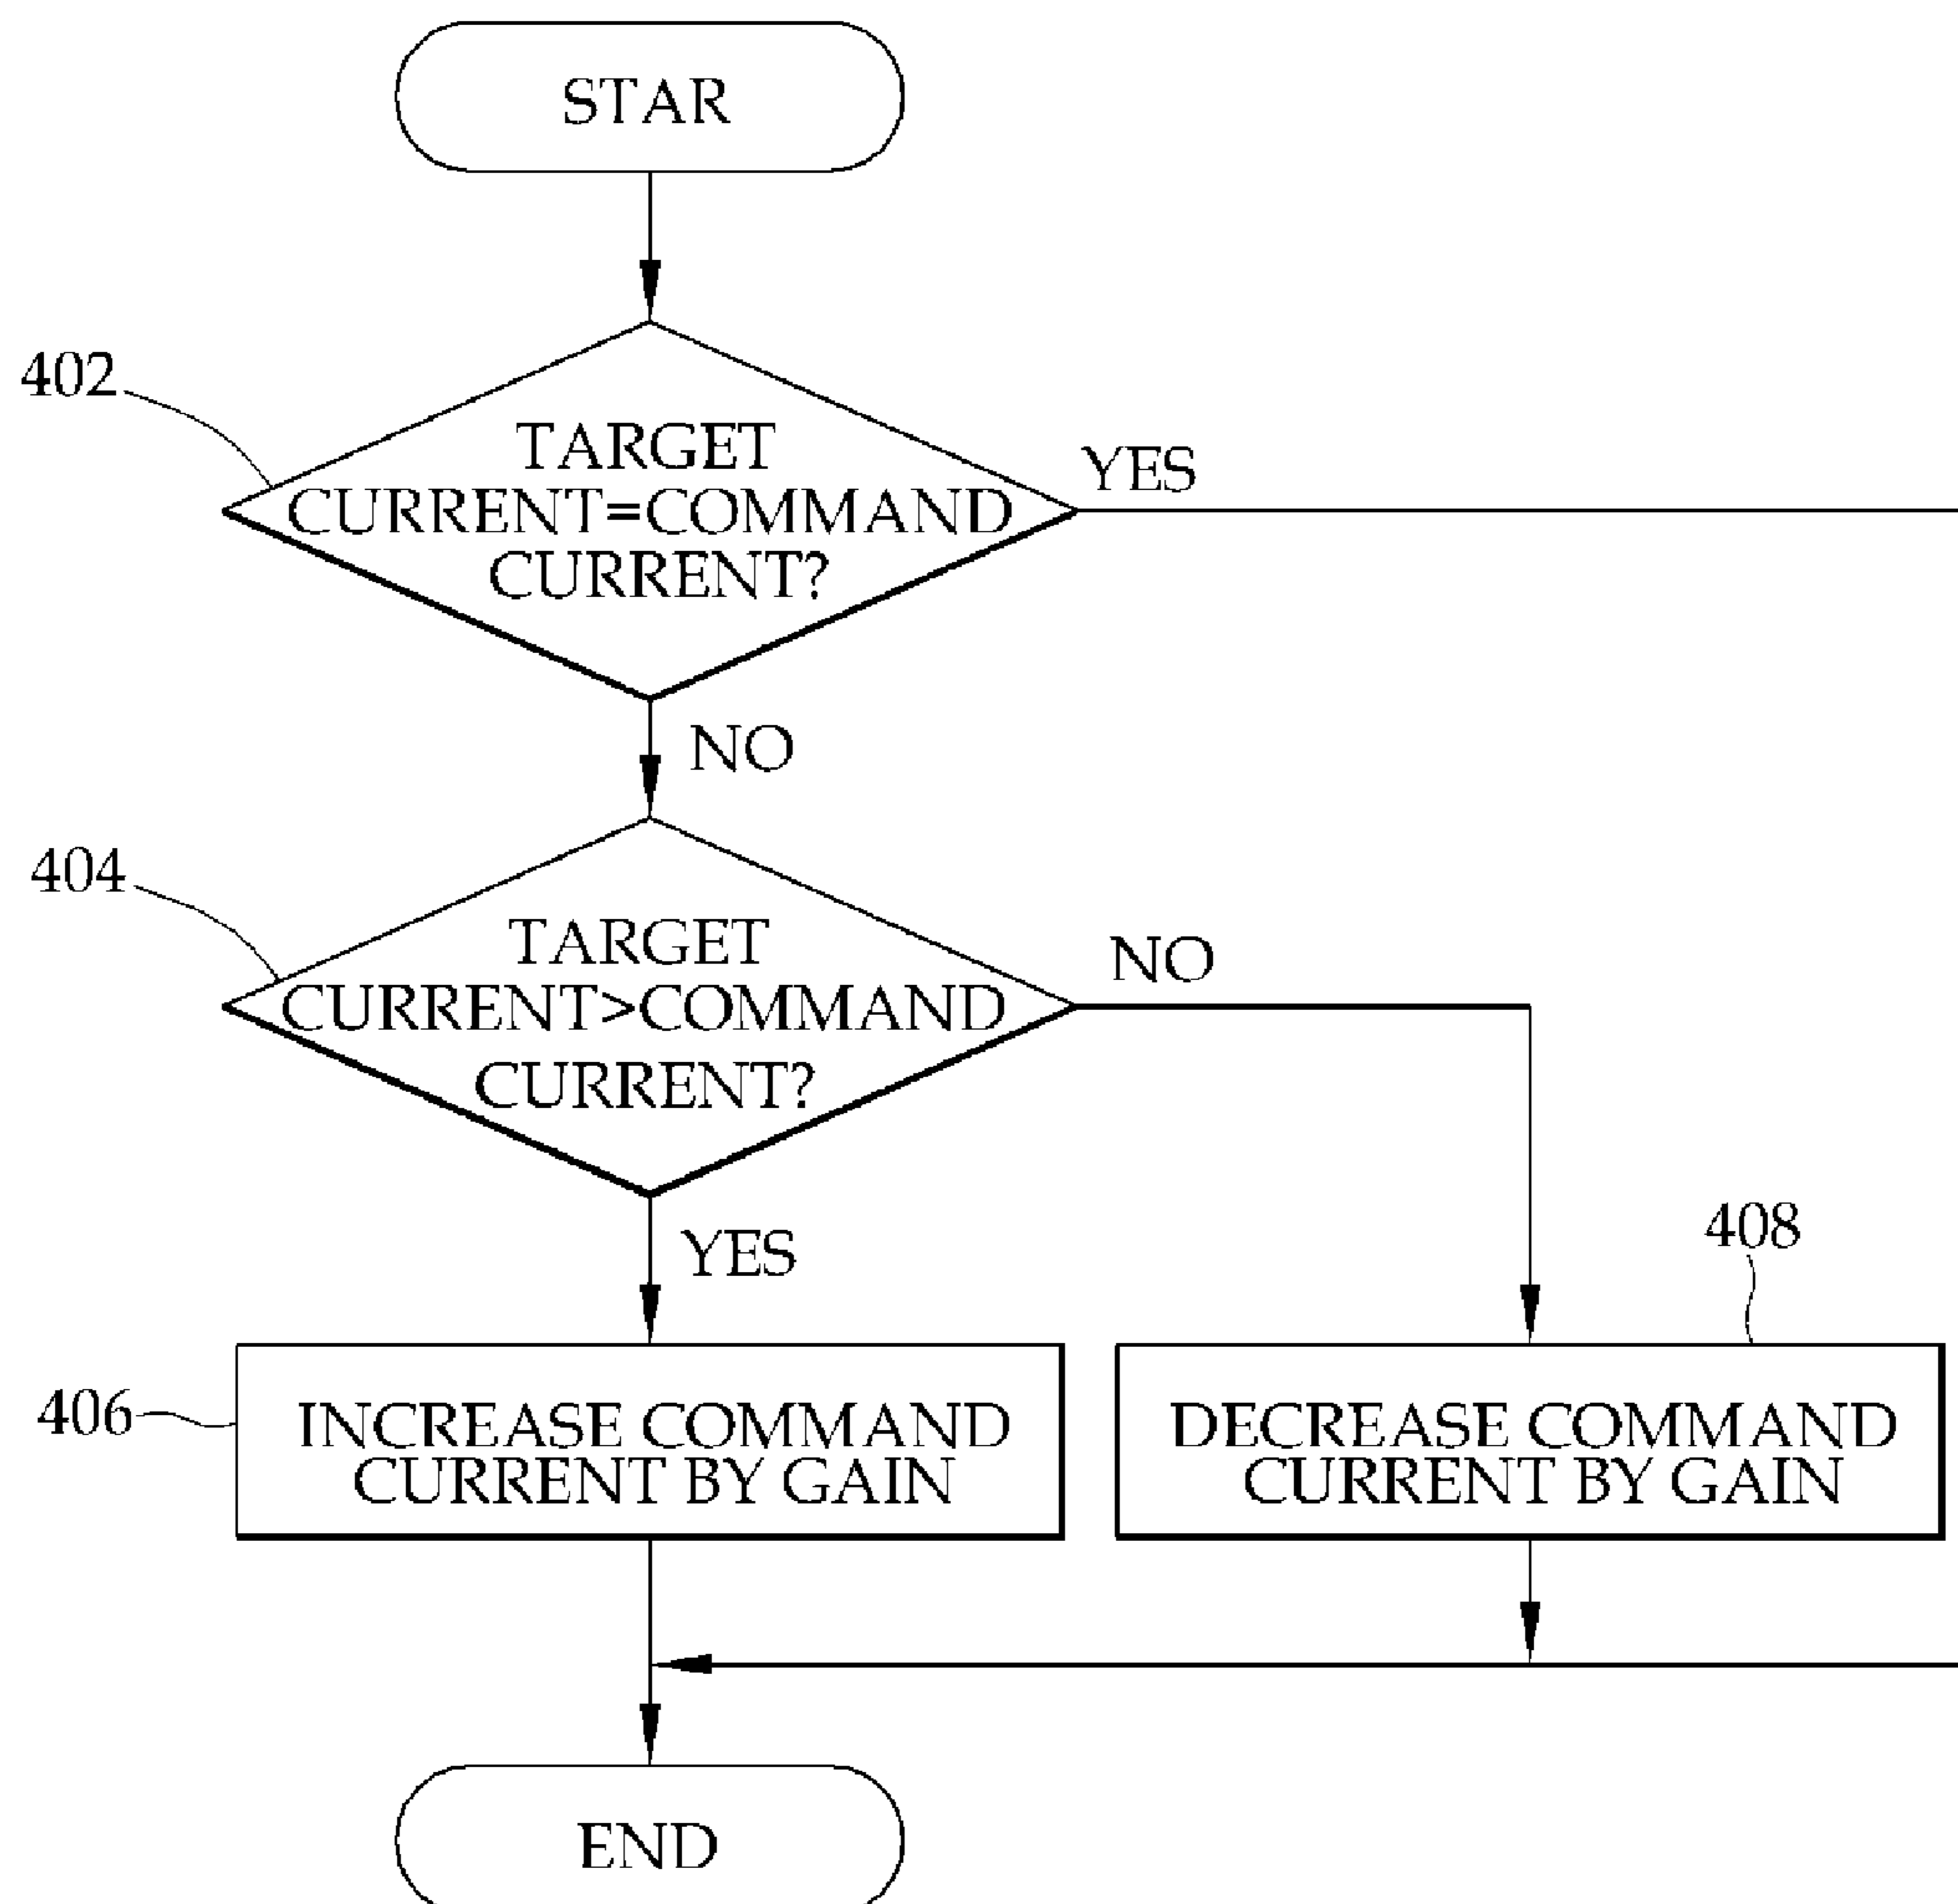 STAR
402
TARGET
CURRENT=COMMAND
CURRENT?
YES
NO
404
TARGET
CURRENT>COMMAND
CURRENT?
NO
YES
408
406
INCREASE COMMAND
CURRENT BY GAIN
DECREASE COMMAND
CURRENT BY GAIN
END